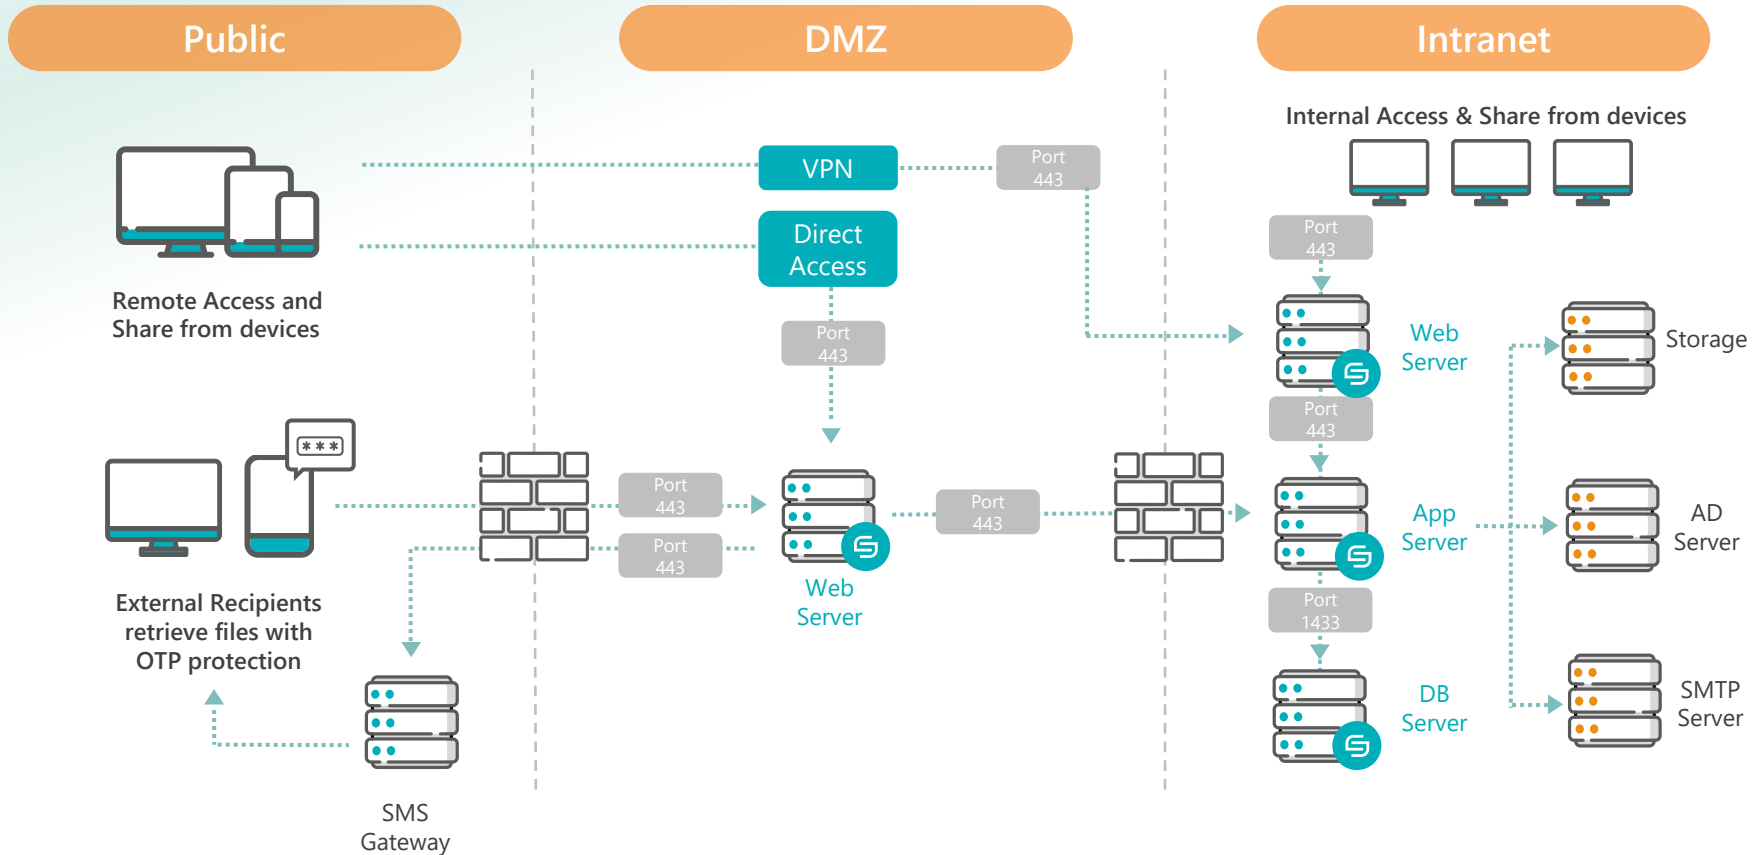 Public
DMZ
Intranet
Internal Access & Share from devices
VPN
Port
443
Direct
Access
Port
443
Remote Access and
Share from devices
Port
443
Web
Server
Storage
Port
443
***
Port
443
Port
443
Port
443
App
Server
AD
Server
Web
Server
External Recipients
retrieve files with
OTP protection
Port
1433
DB
Server
SMTP
Server
SMS
Gateway